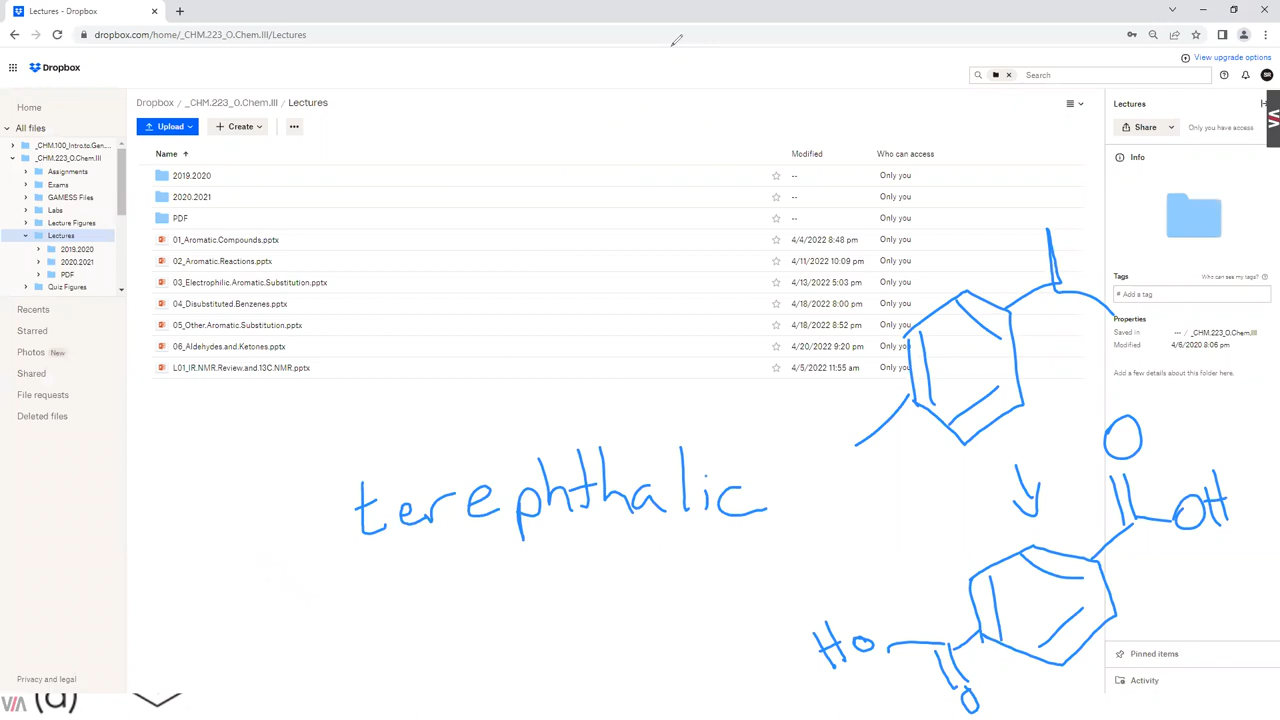 Lectures - Dropbox
dropbox.com/home/_CHM.223_O.Chem.III/Lectures
View upgrade options
Dropbox
Search
SR
Home
All files
_CHM.100_Intro.to.Gen....
_CHM.223_O.Chem.III
Assignments
Exams
GAMESS Files
Labs
Lecture Figures
Lectures
2019.2020
2020.2021
PDF
Quiz Figures
Recents
Starred
Photos New
Shared
File requests
Deleted files
Privacy and legal
Dropbox / _CHM.223_O.Chem.III / Lectures
Upload
Create
Name Modified Who can access
2019.2020 -- Only you
2020.2021 -- Only you
PDF -- Only you
01_Aromatic.Compounds.pptx 4/4/2022 8:48 pm Only you
02_Aromatic.Reactions.pptx 4/11/2022 10:09 pm Only you
03_Electrophilic.Aromatic.Substitution.pptx 4/13/2022 5:03 pm Only you
04_Disubstituted.Benzenes.pptx 4/18/2022 8:00 pm Only you
05_Other.Aromatic.Substitution.pptx 4/18/2022 8:52 pm Only you
06_Aldehydes.and.Ketones.pptx 4/20/2022 9:20 pm Only you
L01_IR.NMR.Review.and.13C.NMR.pptx 4/5/2022 11:55 am Only you
terephthalic
O
OH
HO
O
Lectures
Share Only you have access
Info
Tags Who can see my tags?
# Add a tag
Properties
Saved in ··· / _CHM.223_O.Chem.III
Modified 4/6/2020 8:06 pm
Add a few details about this folder here.
Pinned items
Activity
VIA (d)